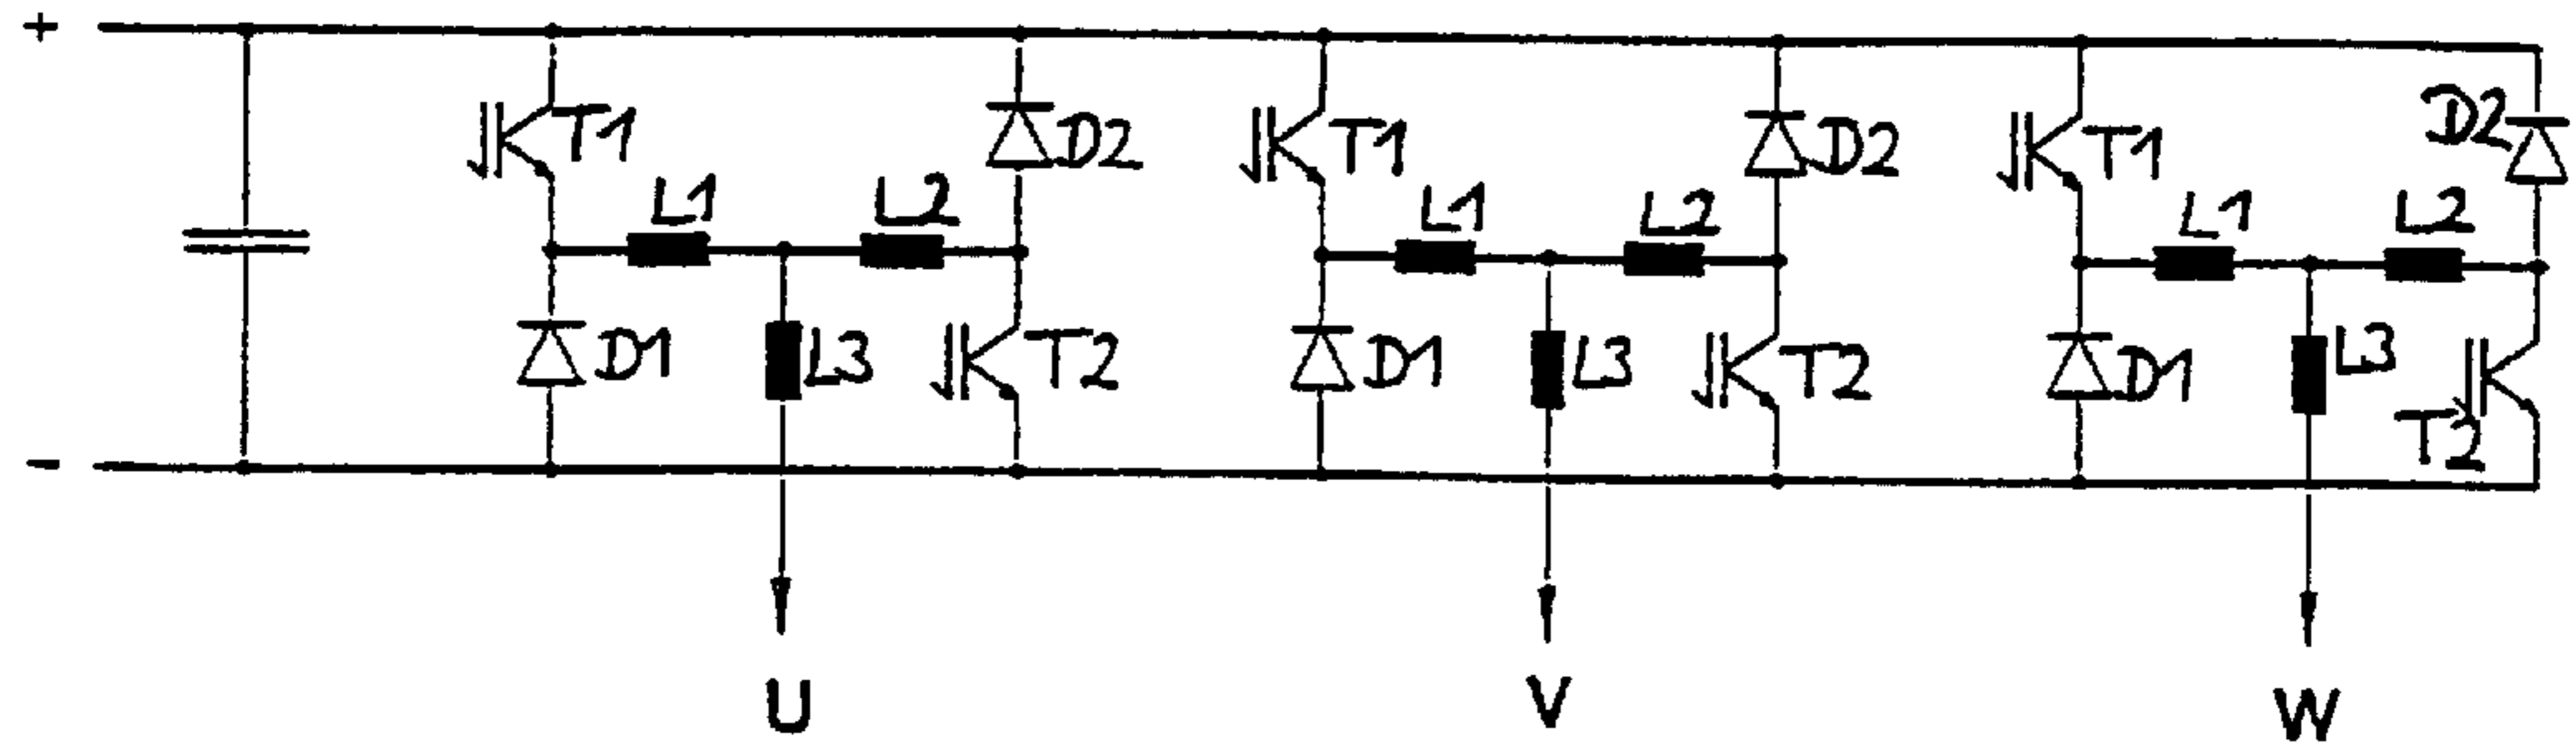 +
T1 D2 T1 D2 T1 D2
L1 L2 L1 L2 L1 L2
D1 L3 T2 D1 L3 T2 D1 L3 T2
-
U V W